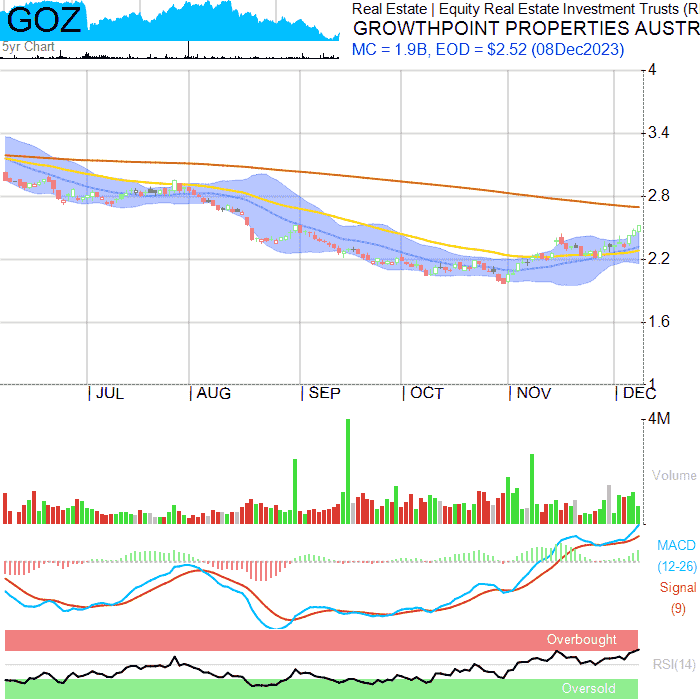 GOZ
5yr Chart
Real Estate | Equity Real Estate Investment Trusts (R
GROWTHPOINT PROPERTIES AUSTR
MC = 1.9B, EOD = $2.52 (08Dec2023)
4
3.4
2.8
2.2
1.6
1
JUL AUG SEP OCT NOV DEC
4M
Volume
MACD
(12-26)
Signal
(9)
Overbought
RSI(14)
Oversold